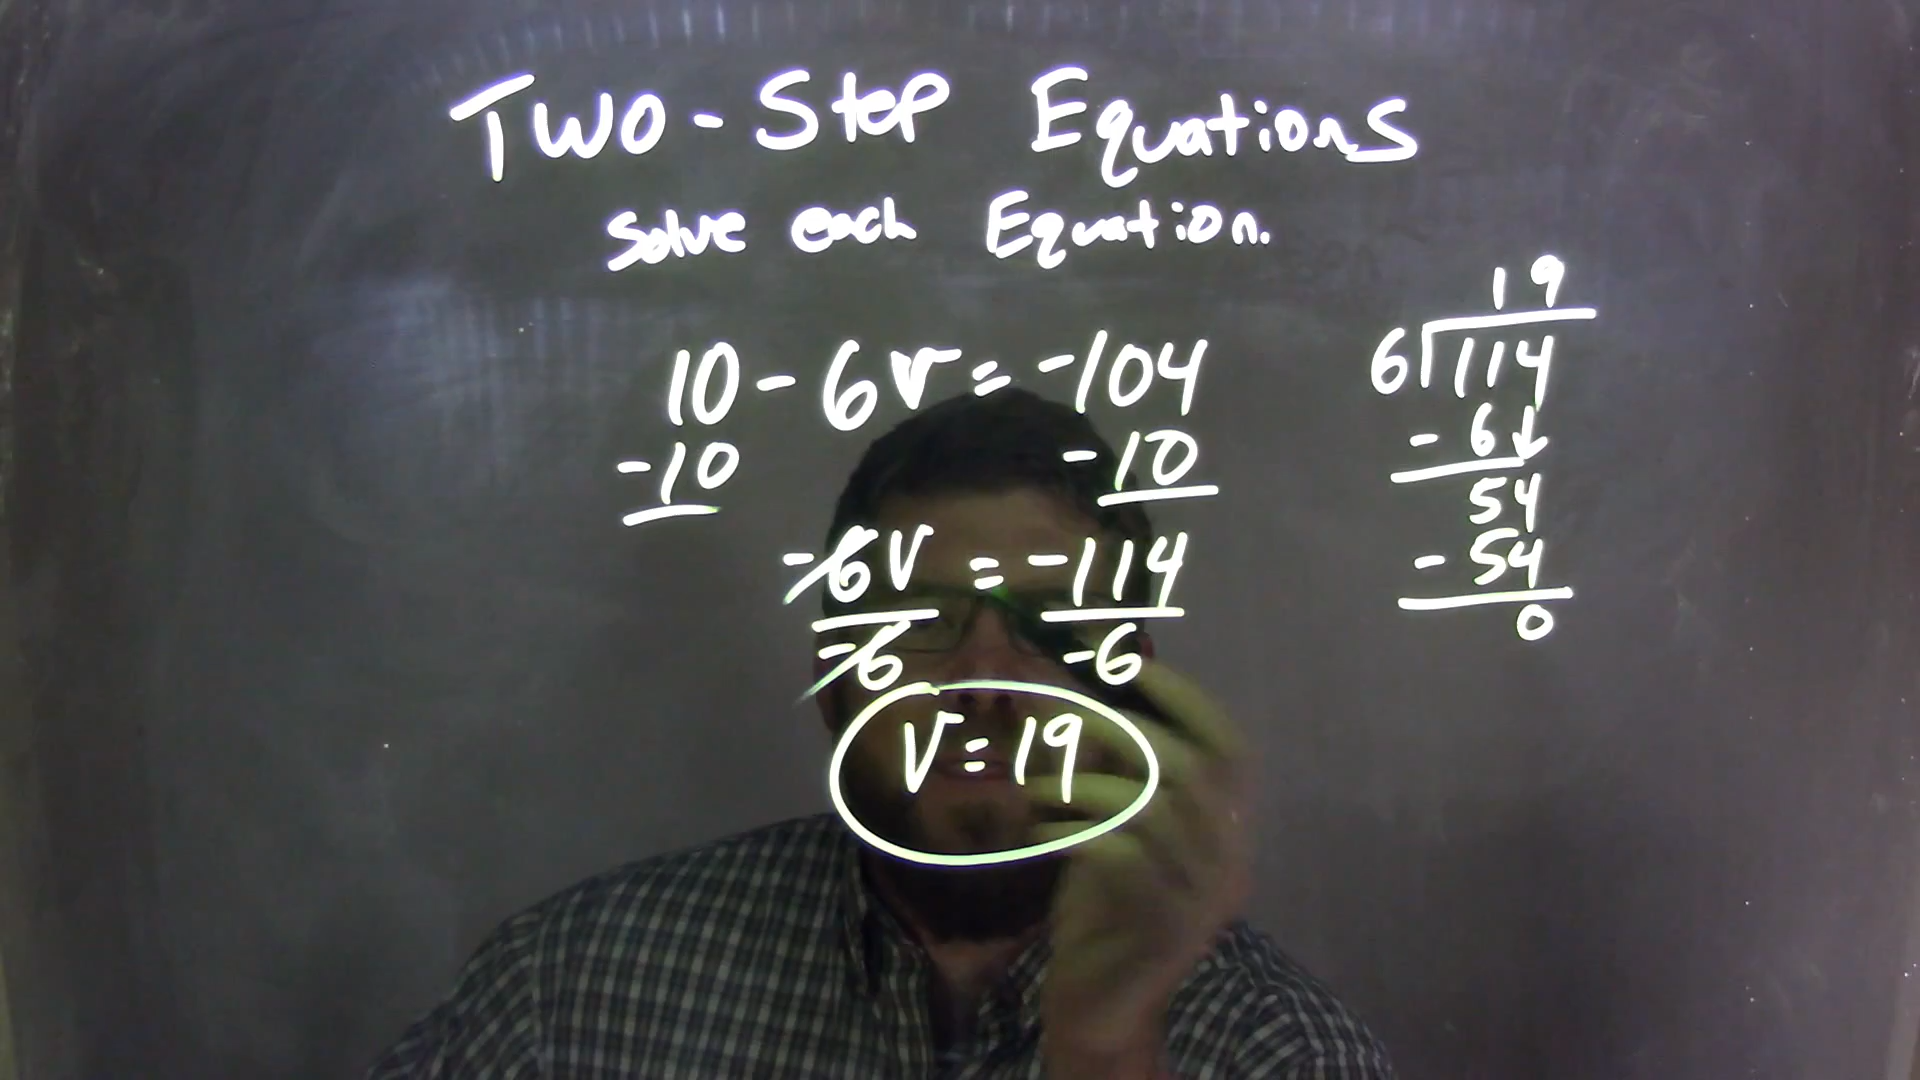 Two-Step Equations
Solve each Equation.
10 - 6v = -104
-10 -10
-6v = -114
-6 -6
v = 19
19
6 114
- 6↓
54
- 54
0